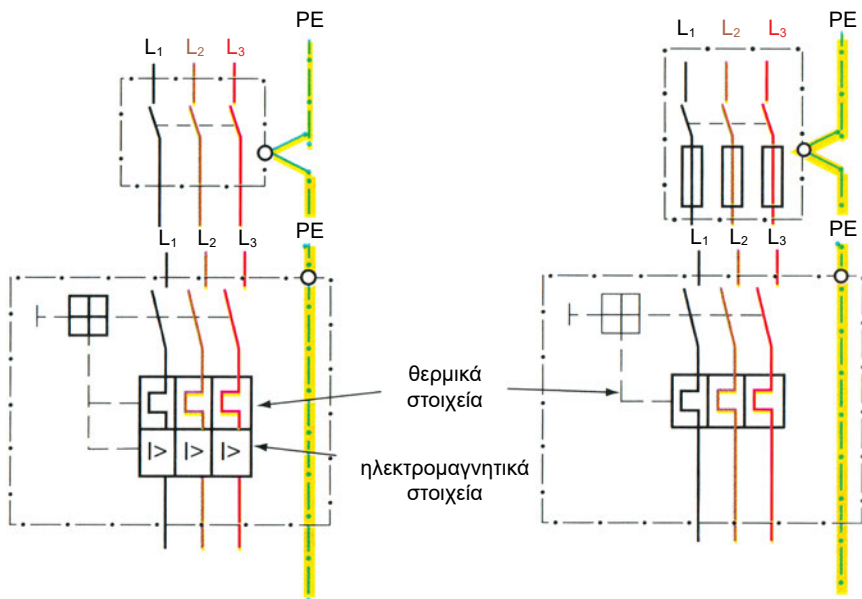 PE
L₁ L₂ L₃
PE
L₁ L₂ L₃
PE
L₁ L₂ L₃
PE
L₁ L₂ L₃
θερμικά
στοιχεία
I> I> I>
ηλεκτρομαγνητικά
στοιχεία